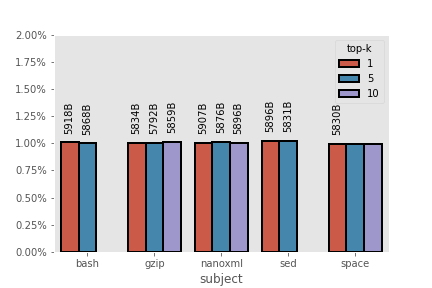 2.00%
1.75%
1.50%
1.25%
1.00%
0.75%
0.50%
0.25%
0.00%
top-k
1
5
10
5918B
5868B
5834B
5792B
5859B
5907B
5876B
5896B
5896B
5831B
5830B
bash
gzip
nanoxml
sed
space
subject